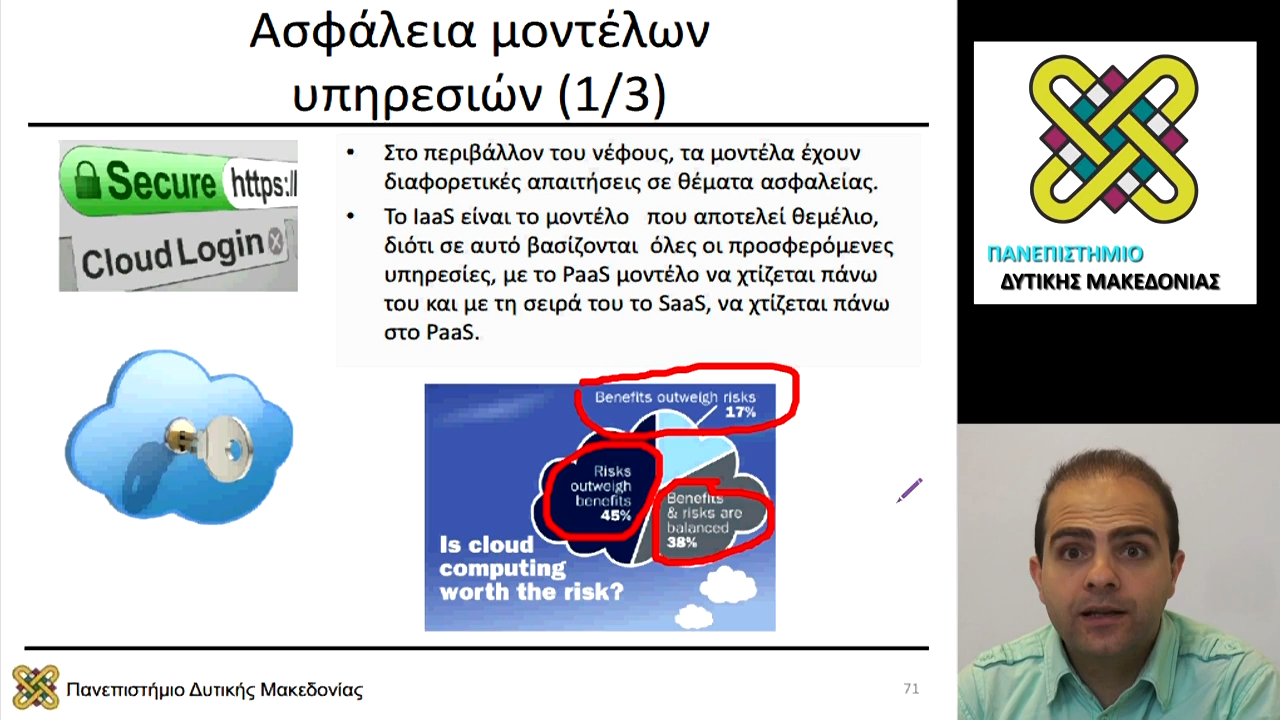 Ασφάλεια μοντέλων
υπηρεσιών (1/3)
Secure https://
Cloud Login
• Στο περιβάλλον του νέφους, τα μοντέλα έχουν
διαφορετικές απαιτήσεις σε θέματα ασφαλείας.
• Το IaaS είναι το μοντέλο που αποτελεί θεμέλιο,
διότι σε αυτό βασίζονται όλες οι προσφερόμενες
υπηρεσίες, με το PaaS μοντέλο να χτίζεται πάνω
του και με τη σειρά του το SaaS, να χτίζεται πάνω
στο PaaS.
Benefits outweigh risks
17%
Risks
outweigh
benefits
45%
Benefits
& risks are
balanced
38%
Is cloud
computing
worth the risk?
Πανεπιστήμιο Δυτικής Μακεδονίας
71
ΠΑΝΕΠΙΣΤΗΜΙΟ
ΔΥΤΙΚΗΣ ΜΑΚΕΔΟΝΙΑΣ